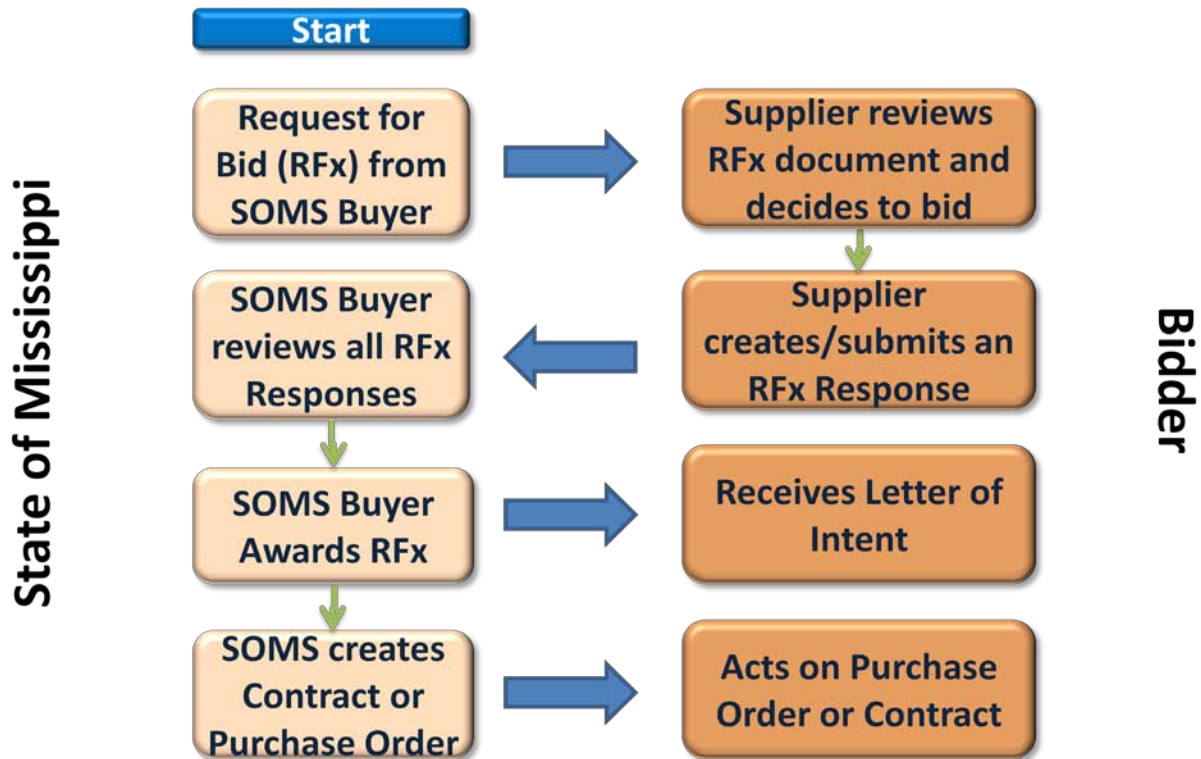 Start
State of Mississippi
Request for
Bid (RFx) from
SOMS Buyer
Supplier reviews
RFx document and
decides to bid
SOMS Buyer
reviews all RFx
Responses
Supplier
creates/submits an
RFx Response
Bidder
SOMS Buyer
Awards RFx
Receives Letter of
Intent
SOMS creates
Contract or
Purchase Order
Acts on Purchase
Order or Contract